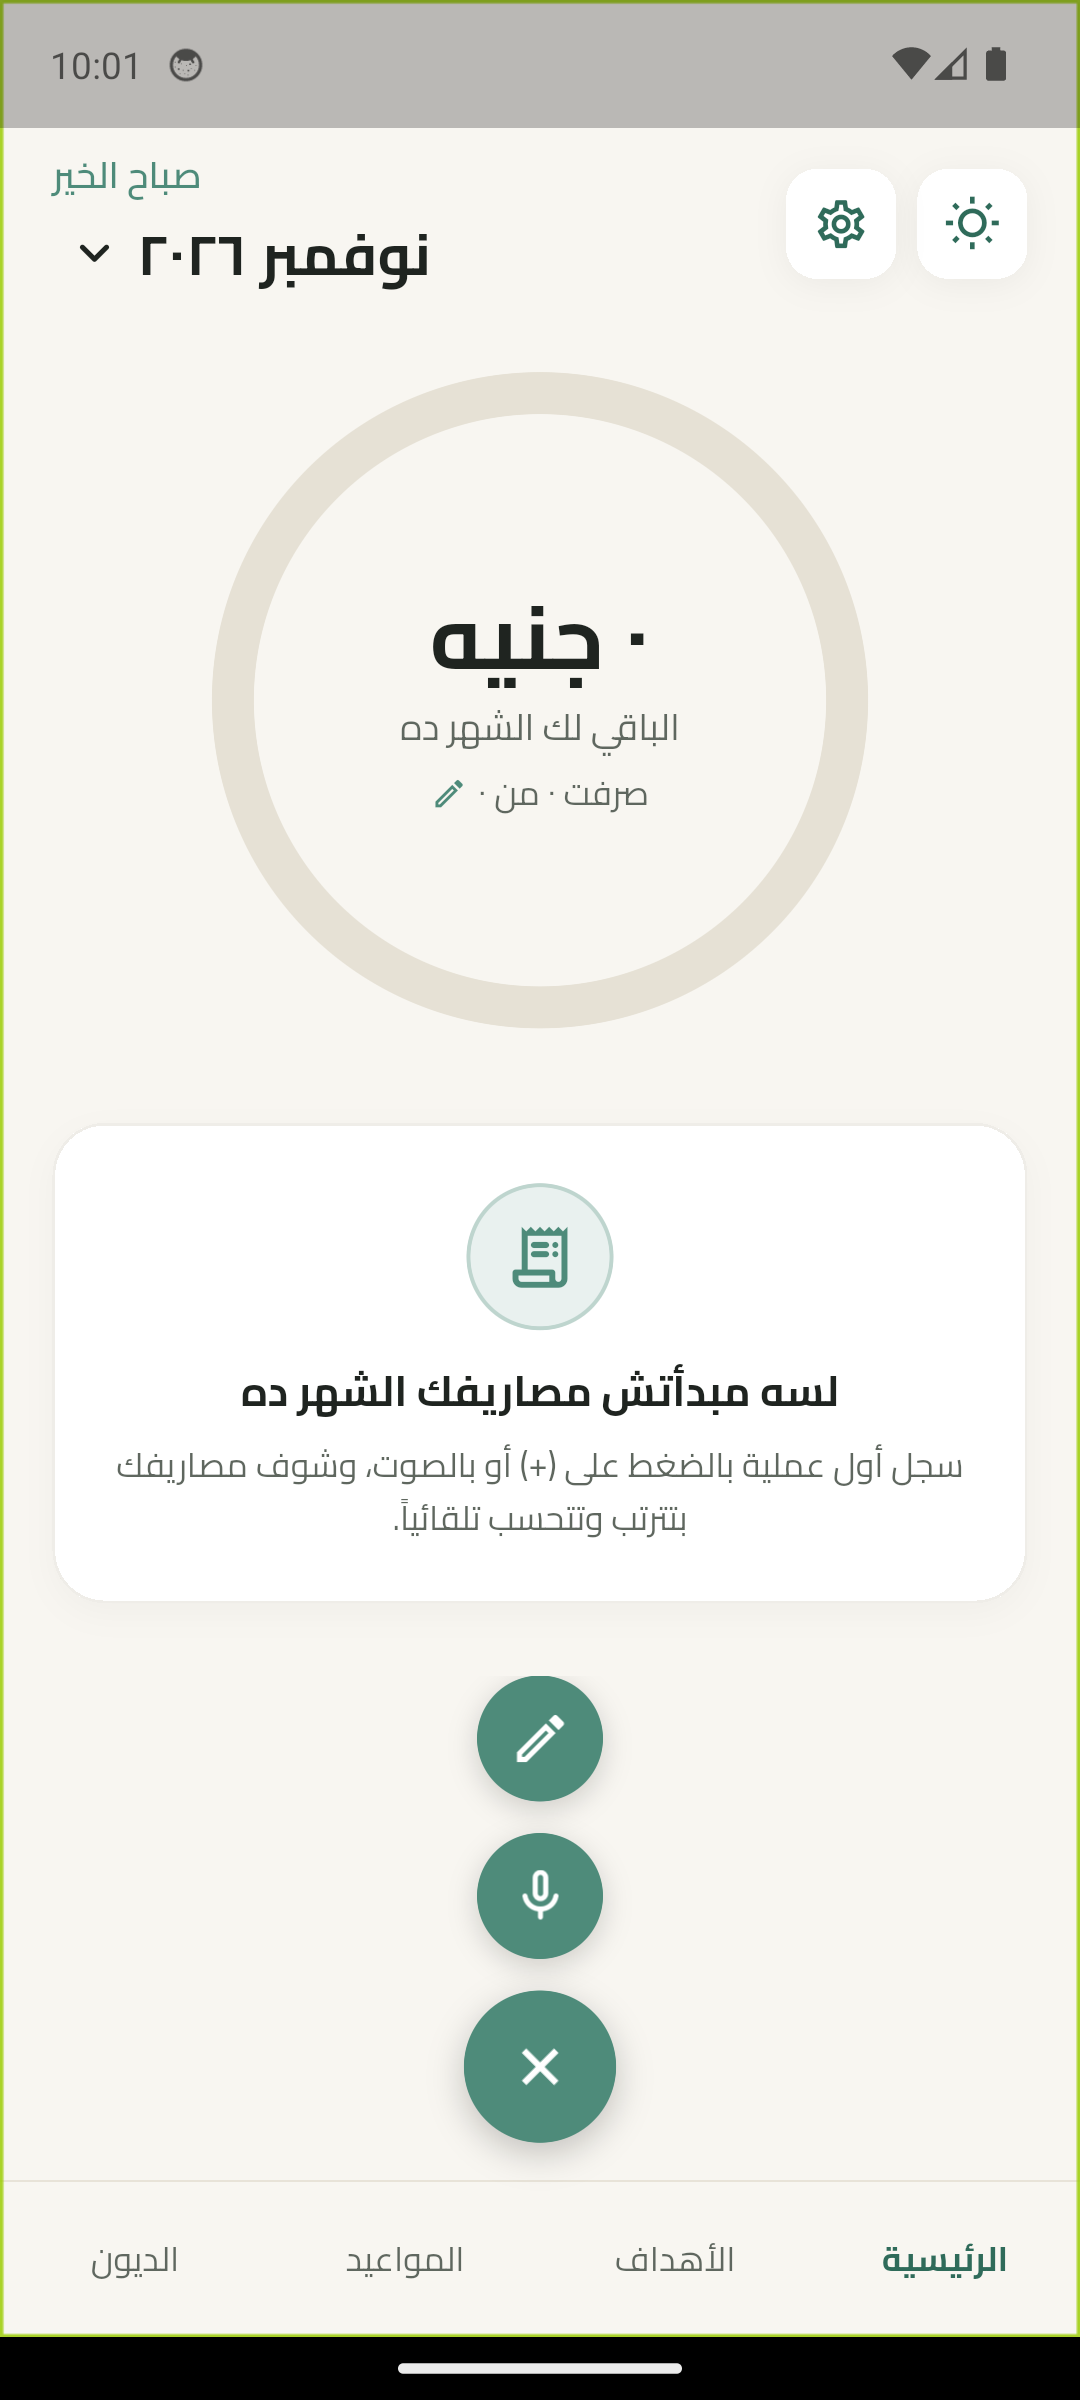 10:01
صباح الخير
نوفمبر ٢٠٢٦
٠ جنيه
الباقي لك الشهر ده
صرفت ٠ من ٠
لسه مبدأتش مصاريفك الشهر ده
سجل أول عملية بالضغط على (+) أو بالصوت، وشوف مصاريفك
بتترتب وتتحسب تلقائياً.
الرئيسية
الأهداف
المواعيد
الديون